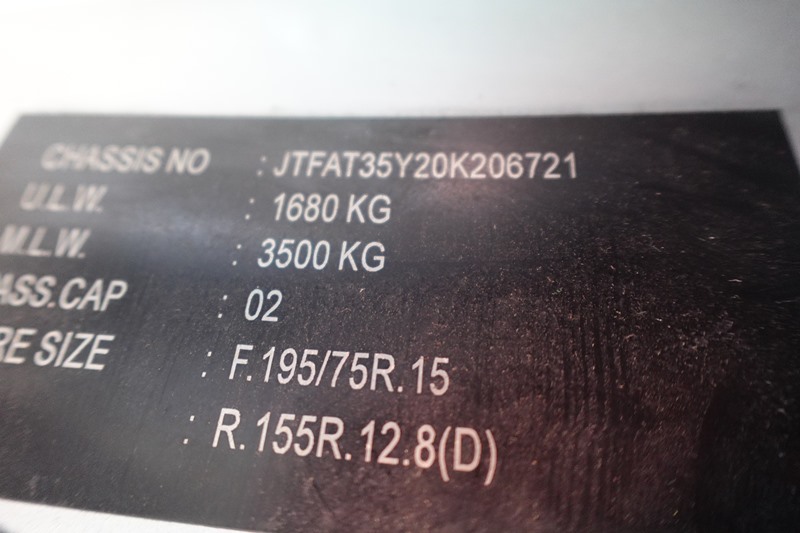 CHASSIS NO : JTFAT35Y20K206721
U.L.W. : 1680 KG
M.L.W. : 3500 KG
ASS.CAP : 02
RE SIZE : F.195/75R.15
: R.155R.12.8(D)